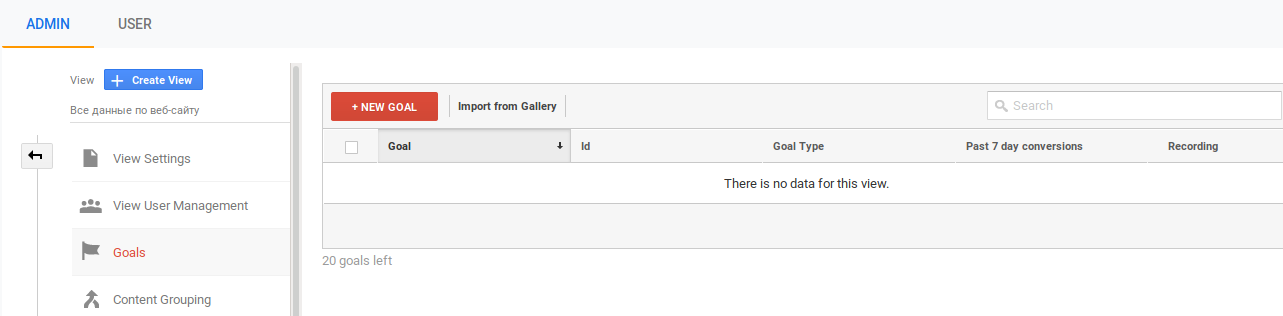 ADMIN USER
View + Create View
Все данные по веб-сайту
View Settings
View User Management
Goals
Content Grouping
+ NEW GOAL Import from Gallery Search
Goal Id Goal Type Past 7 day conversions Recording
There is no data for this view.
20 goals left